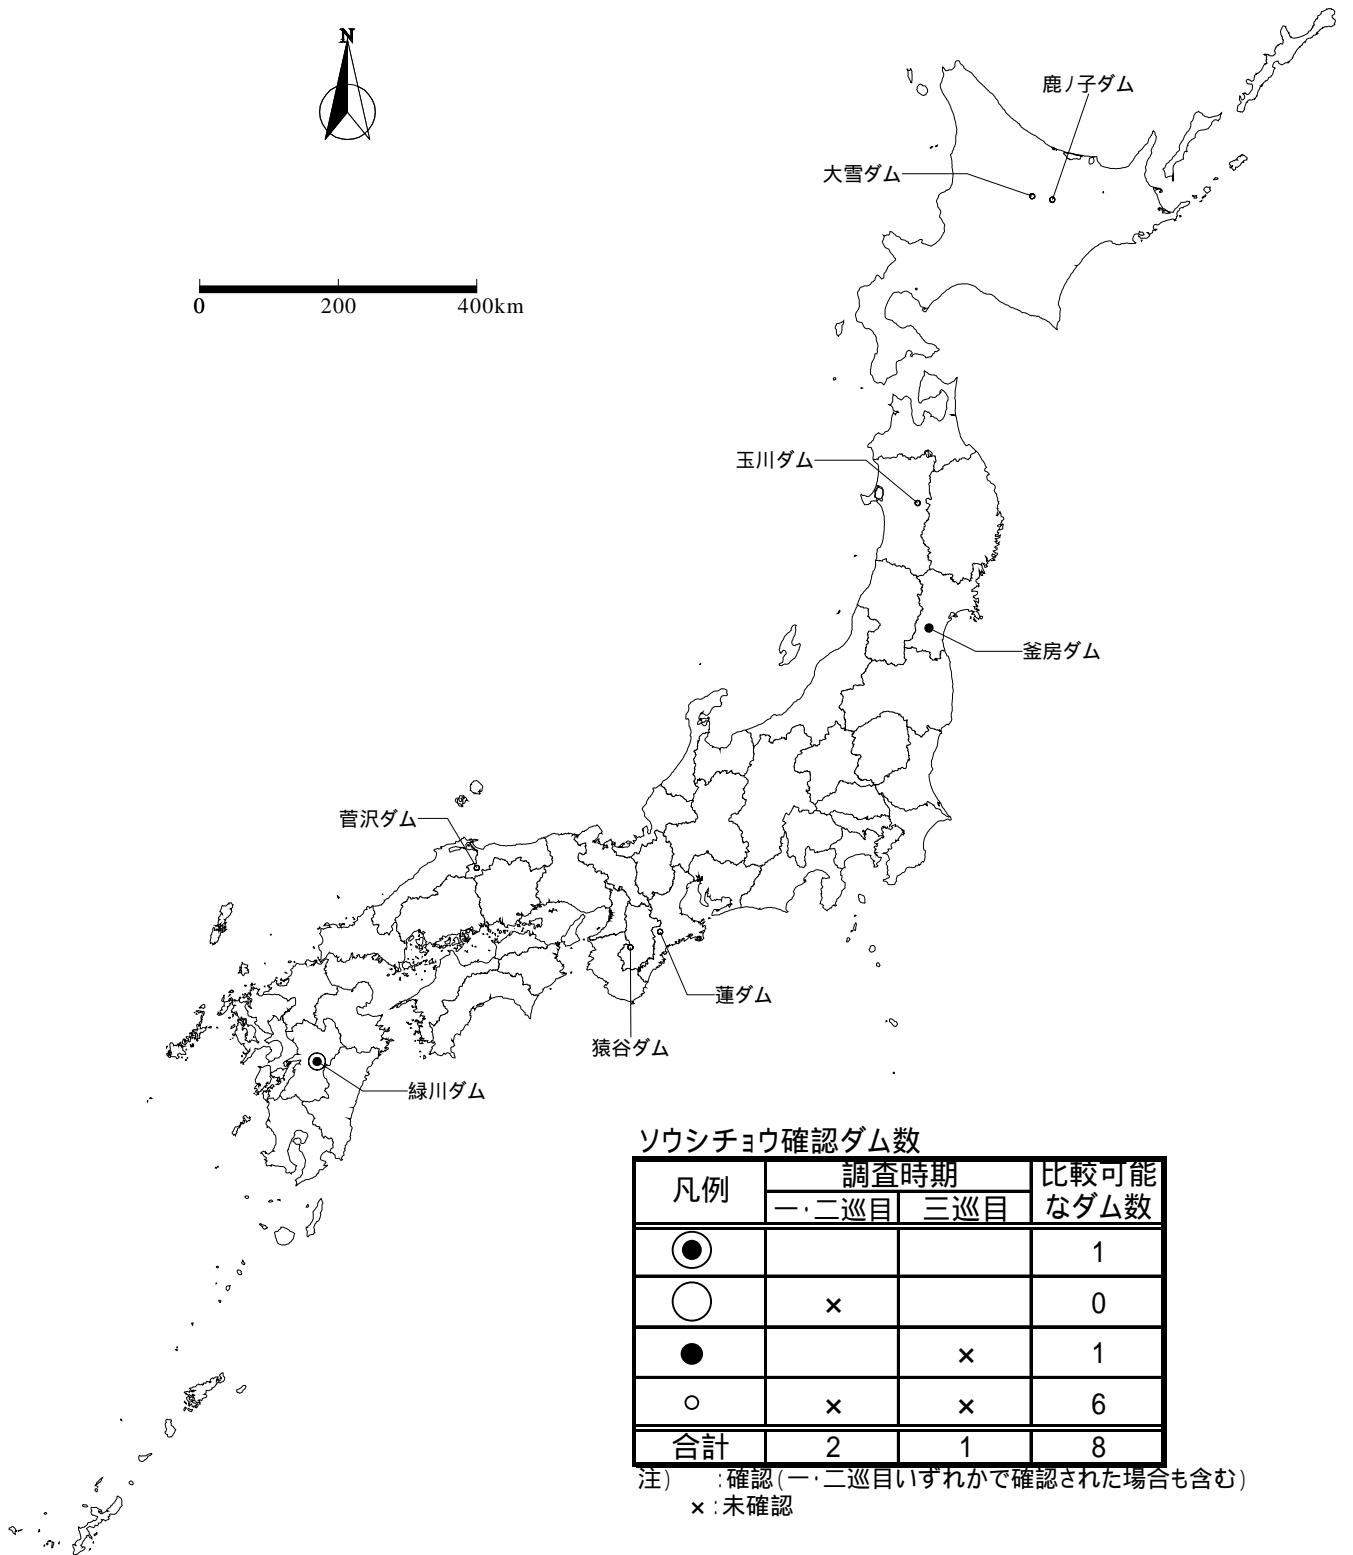 N
鹿ノ子ダム
大雪ダム
0 200 400km
玉川ダム
釜房ダム
菅沢ダム
蓮ダム
猿谷ダム
緑川ダム
ソウシチョウ確認ダム数
凡例 調査時期 比較可能なダム数
一・二巡目 三巡目
1
× 0
× 1
× × 6
合計 2 1 8
注) :確認(一・二巡目いずれかで確認された場合も含む)
×:未確認